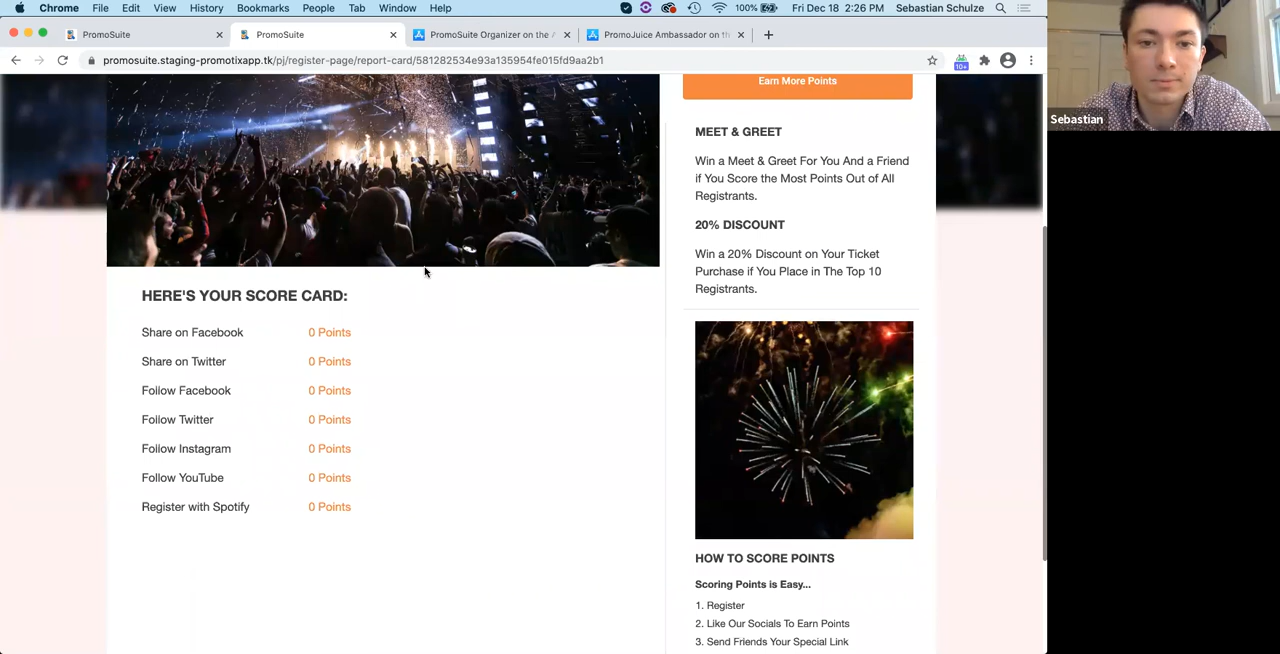 Chrome File Edit View History Bookmarks People Tab Window Help 100% Fri Dec 18 2:26 PM Sebastian Schulze
PromoSuite PromoSuite PromoSuite Organizer on the PromoJuice Ambassador on
promosuite.staging-promotixapp.tk/pj/register-page/report-card/581282534e93a135954fe015fd9aa2b1
10+
Sebastian
Earn More Points
MEET & GREET
Win a Meet & Greet For You And a Friend
if You Score the Most Points Out of All
Registrants.
20% DISCOUNT
Win a 20% Discount on Your Ticket
Purchase if You Place in The Top 10
Registrants.
HERE'S YOUR SCORE CARD:
Share on Facebook 0 Points
Share on Twitter 0 Points
Follow Facebook 0 Points
Follow Twitter 0 Points
Follow Instagram 0 Points
Follow YouTube 0 Points
Register with Spotify 0 Points
HOW TO SCORE POINTS
Scoring Points is Easy...
1. Register
2. Like Our Socials To Earn Points
3. Send Friends Your Special Link